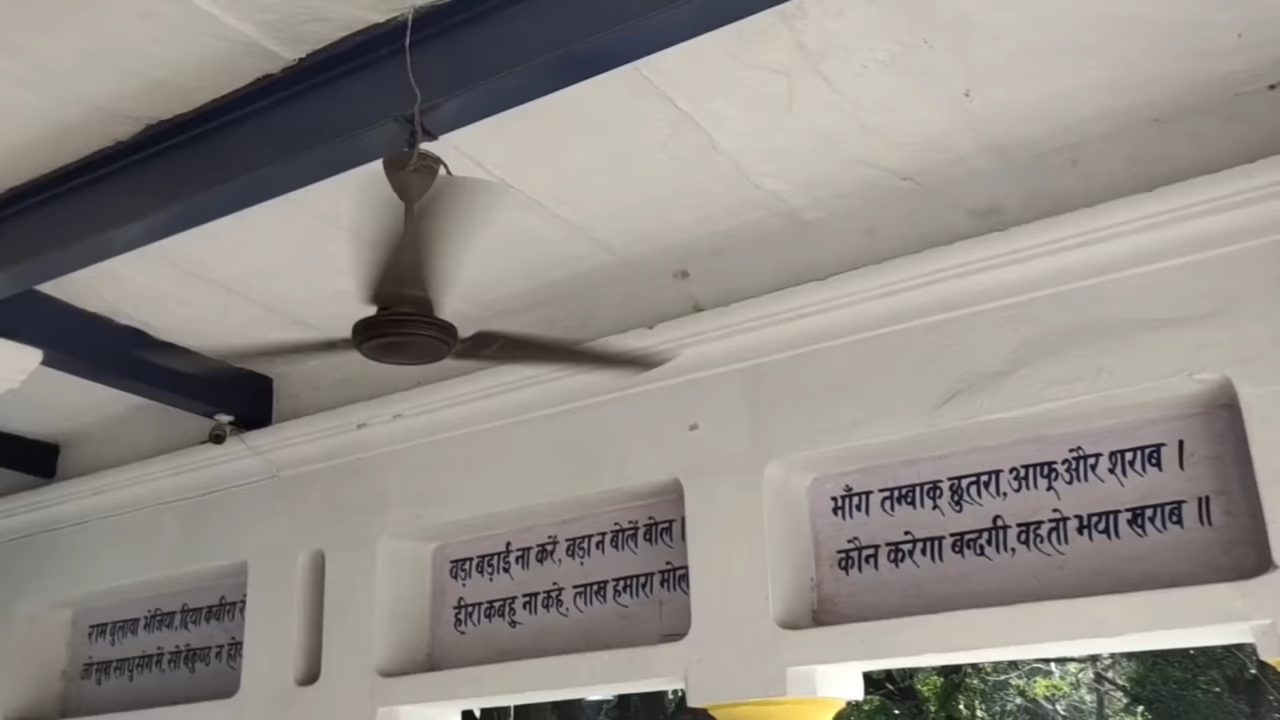 राम बुलावा भेजिया, दिया कबीरा
जो सुख साधु संग में, सो बैकुण्ठ न होय
बड़ा बड़ाई ना करें, बड़ा न बोलें बोल ।
हीरा कबहू ना कहे, लाख हमारा मोल
भाँग तम्बाकू छुतरा, आफू और शराब ।
कौन करेगा बन्दगी, वह तो भया खराब ॥